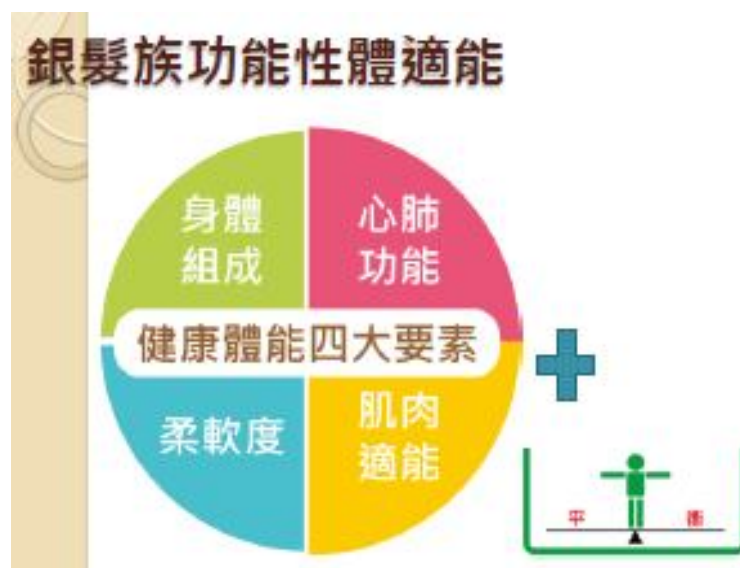 銀髮族功能性體適能
身體
組成
心肺
功能
健康體能四大要素
柔軟度
肌肉
適能
平 衡